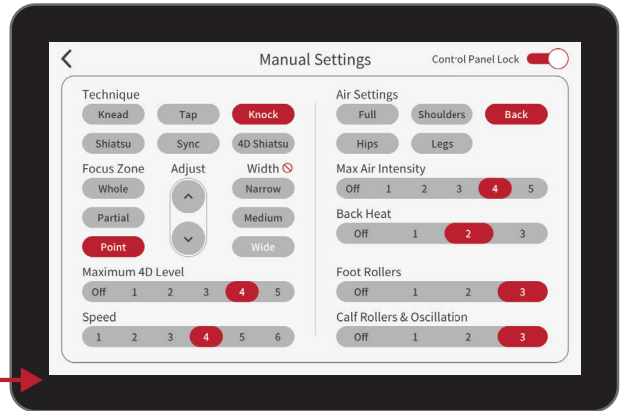 Manual Settings
Control Panel Lock
Technique
Knead Tap Knock
Shiatsu Sync 4D Shiatsu
Focus Zone Adjust Width
Whole Narrow
Partial Medium
Point Wide
Maximum 4D Level
Off 1 2 3 4 5
Speed
1 2 3 4 5 6
Air Settings
Full Shoulders Back
Hips Legs
Max Air Intensity
Off 1 2 3 4 5
Back Heat
Off 1 2 3
Foot Rollers
Off 1 2 3
Calf Rollers & Oscillation
Off 1 2 3